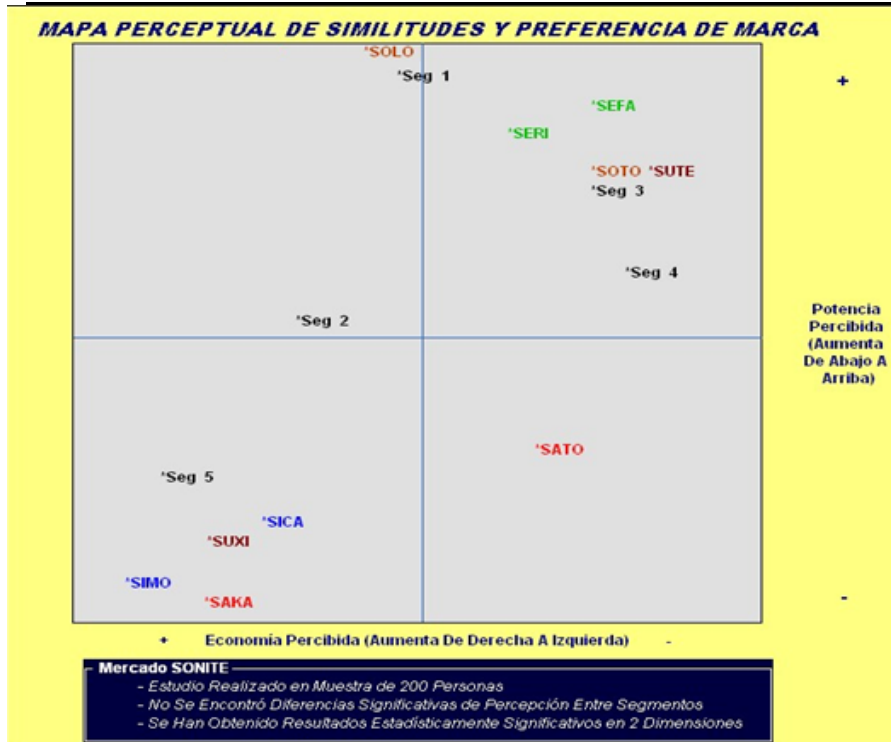 MAPA PERCEPTUAL DE SIMILITUDES Y PREFERENCIA DE MARCA
*SOLO
*Seg 1
+
*SEFA
*SERI
*SOTO *SUTE
*Seg 3
*Seg 4
*Seg 2
Potencia
Percibida
(Aumenta
De Abajo A
Arriba)
*SATO
*Seg 5
*SICA
*SUXI
*SIMO
*SAKA
-
+ Economía Percibida (Aumenta De Derecha A Izquierda) -
Mercado SONITE
- Estudio Realizado en Muestra de 200 Personas
- No Se Encontró Diferencias Significativas de Percepción Entre Segmentos
- Se Han Obtenido Resultados Estadísticamente Significativos en 2 Dimensiones